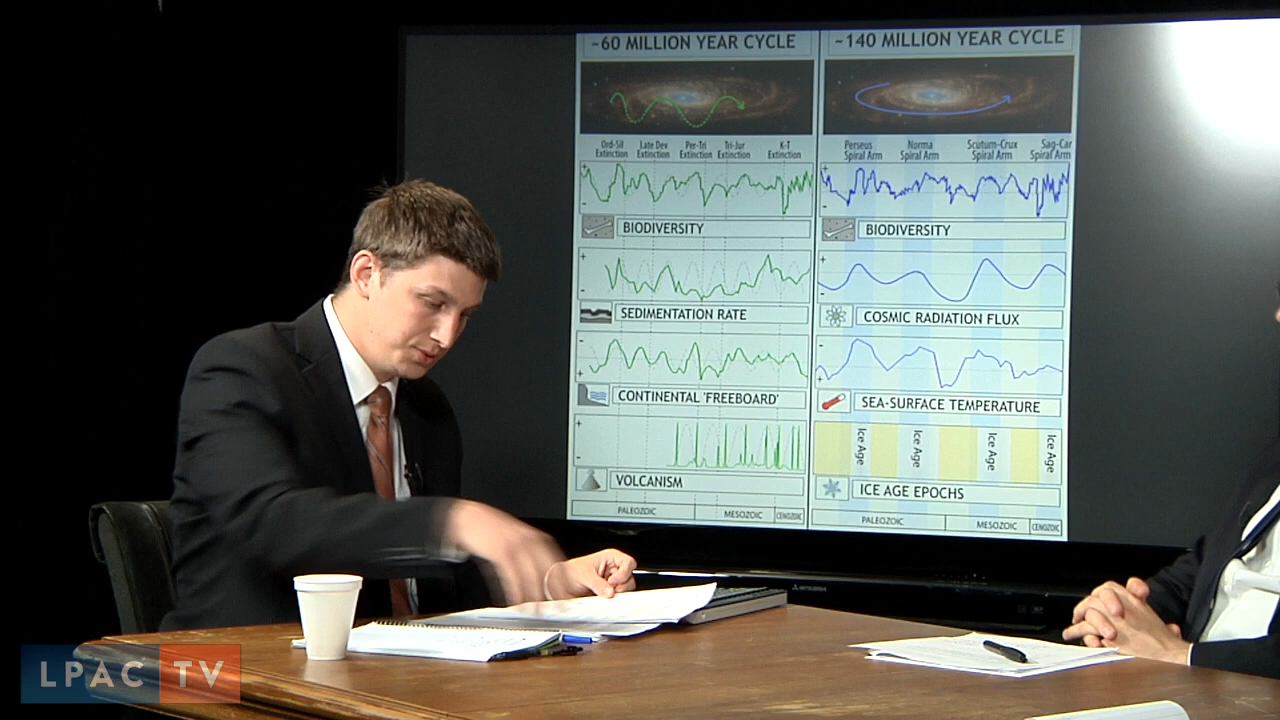 ~60 MILLION YEAR CYCLE
Ord-Sil Extinction
Late Dev Extinction
Per-Tri Extinction
Tri-Jur Extinction
K-T Extinction
BIODIVERSITY
SEDIMENTATION RATE
CONTINENTAL 'FREEBOARD'
VOLCANISM
PALEOZOIC
MESOZOIC
CENOZOIC
~140 MILLION YEAR CYCLE
Perseus Spiral Arm
Norma Spiral Arm
Scutum-Crux Spiral Arm
Sag-Car Spiral Arm
BIODIVERSITY
COSMIC RADIATION FLUX
SEA-SURFACE TEMPERATURE
Ice Age
Ice Age
Ice Age
Ice Age
ICE AGE EPOCHS
PALEOZOIC
MESOZOIC
CENOZOIC
MITSUBISHI
LPAC TV